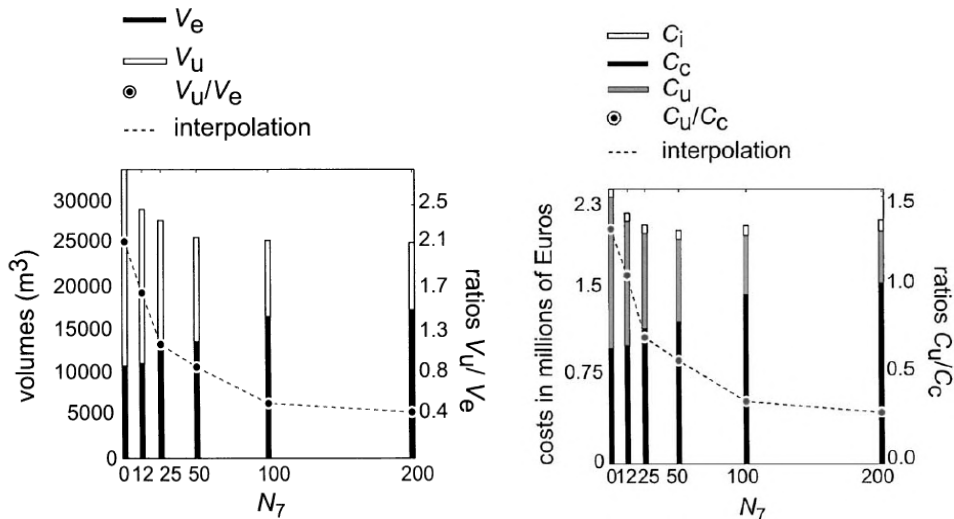 Ve
Vu
Vu/Ve
interpolation
30000
25000
20000
15000
10000
5000
0
volumes (m3)
2.5
2.1
1.7
1.3
0.8
0.4
ratios Vu/Ve
0 12 25 50 100 200
N7
Ci
Cc
Cu
Cu/Cc
interpolation
2.3
1.5
0.75
0
costs in millions of Euros
1.5
1.0
0.5
0.0
ratios Cu/Cc
0 12 25 50 100 200
N7